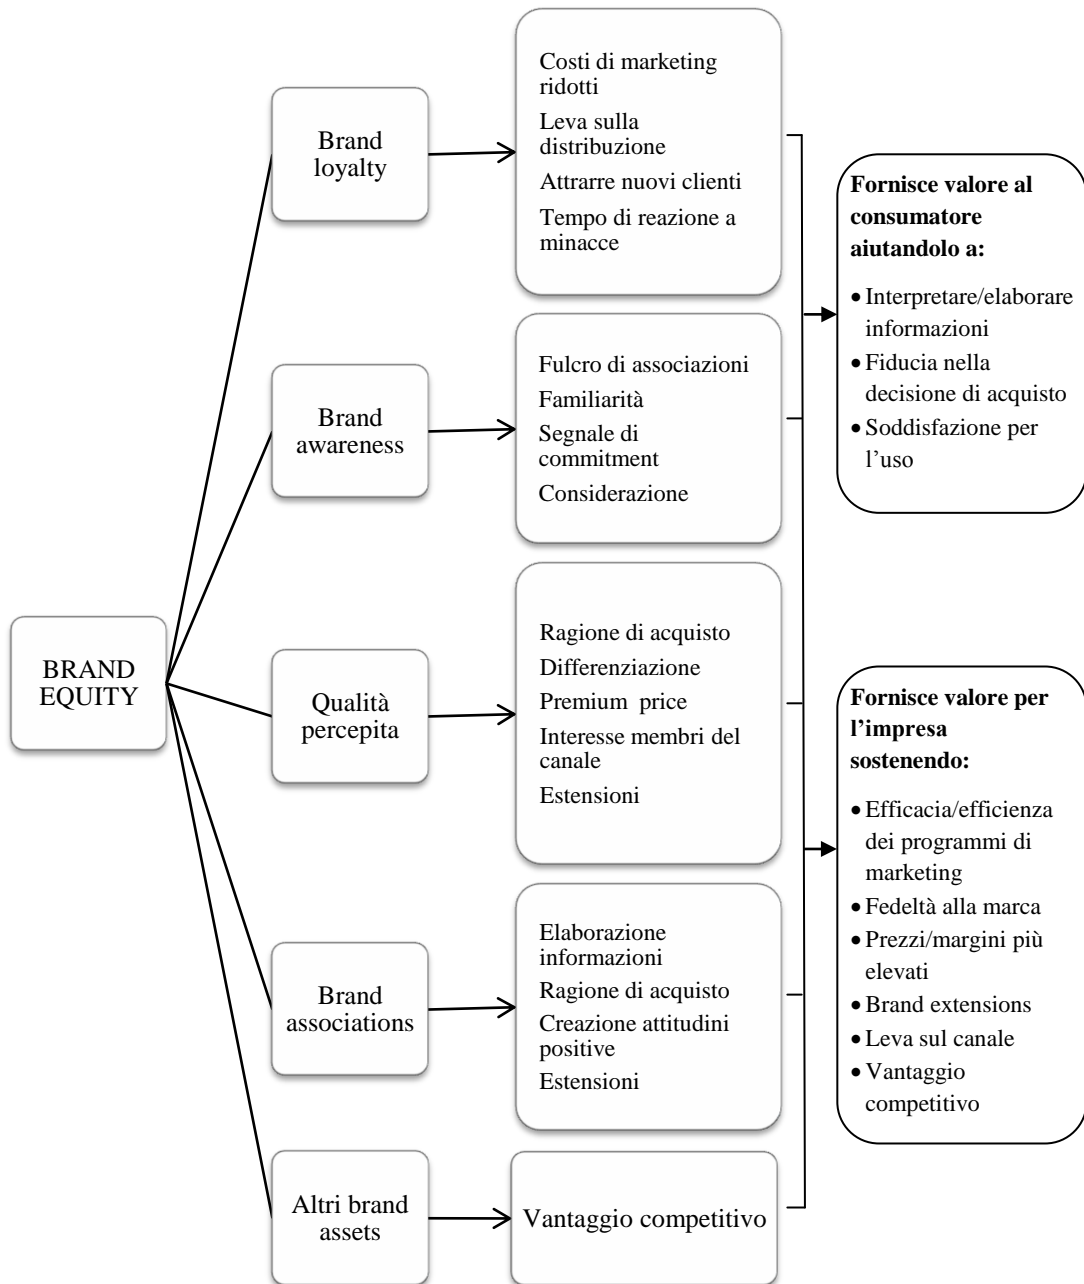 BRAND
EQUITY
Brand
loyalty
Costi di marketing
ridotti
Leva sulla
distribuzione
Attrarre nuovi clienti
Tempo di reazione a
minacce
Brand
awareness
Fulcro di associazioni
Familiarità
Segnale di
commitment
Considerazione
Qualità
percepita
Ragione di acquisto
Differenziazione
Premium price
Interesse membri del
canale
Estensioni
Brand
associations
Elaborazione
informazioni
Ragione di acquisto
Creazione attitudini
positive
Estensioni
Altri brand
assets
Vantaggio competitivo
Fornisce valore al
consumatore
aiutandolo a:
• Interpretare/elaborare
informazioni
• Fiducia nella
decisione di acquisto
• Soddisfazione per
l’uso
Fornisce valore per
l’impresa
sostenendo:
• Efficacia/efficienza
dei programmi di
marketing
• Fedeltà alla marca
• Prezzi/margini più
elevati
• Brand extensions
• Leva sul canale
• Vantaggio
competitivo